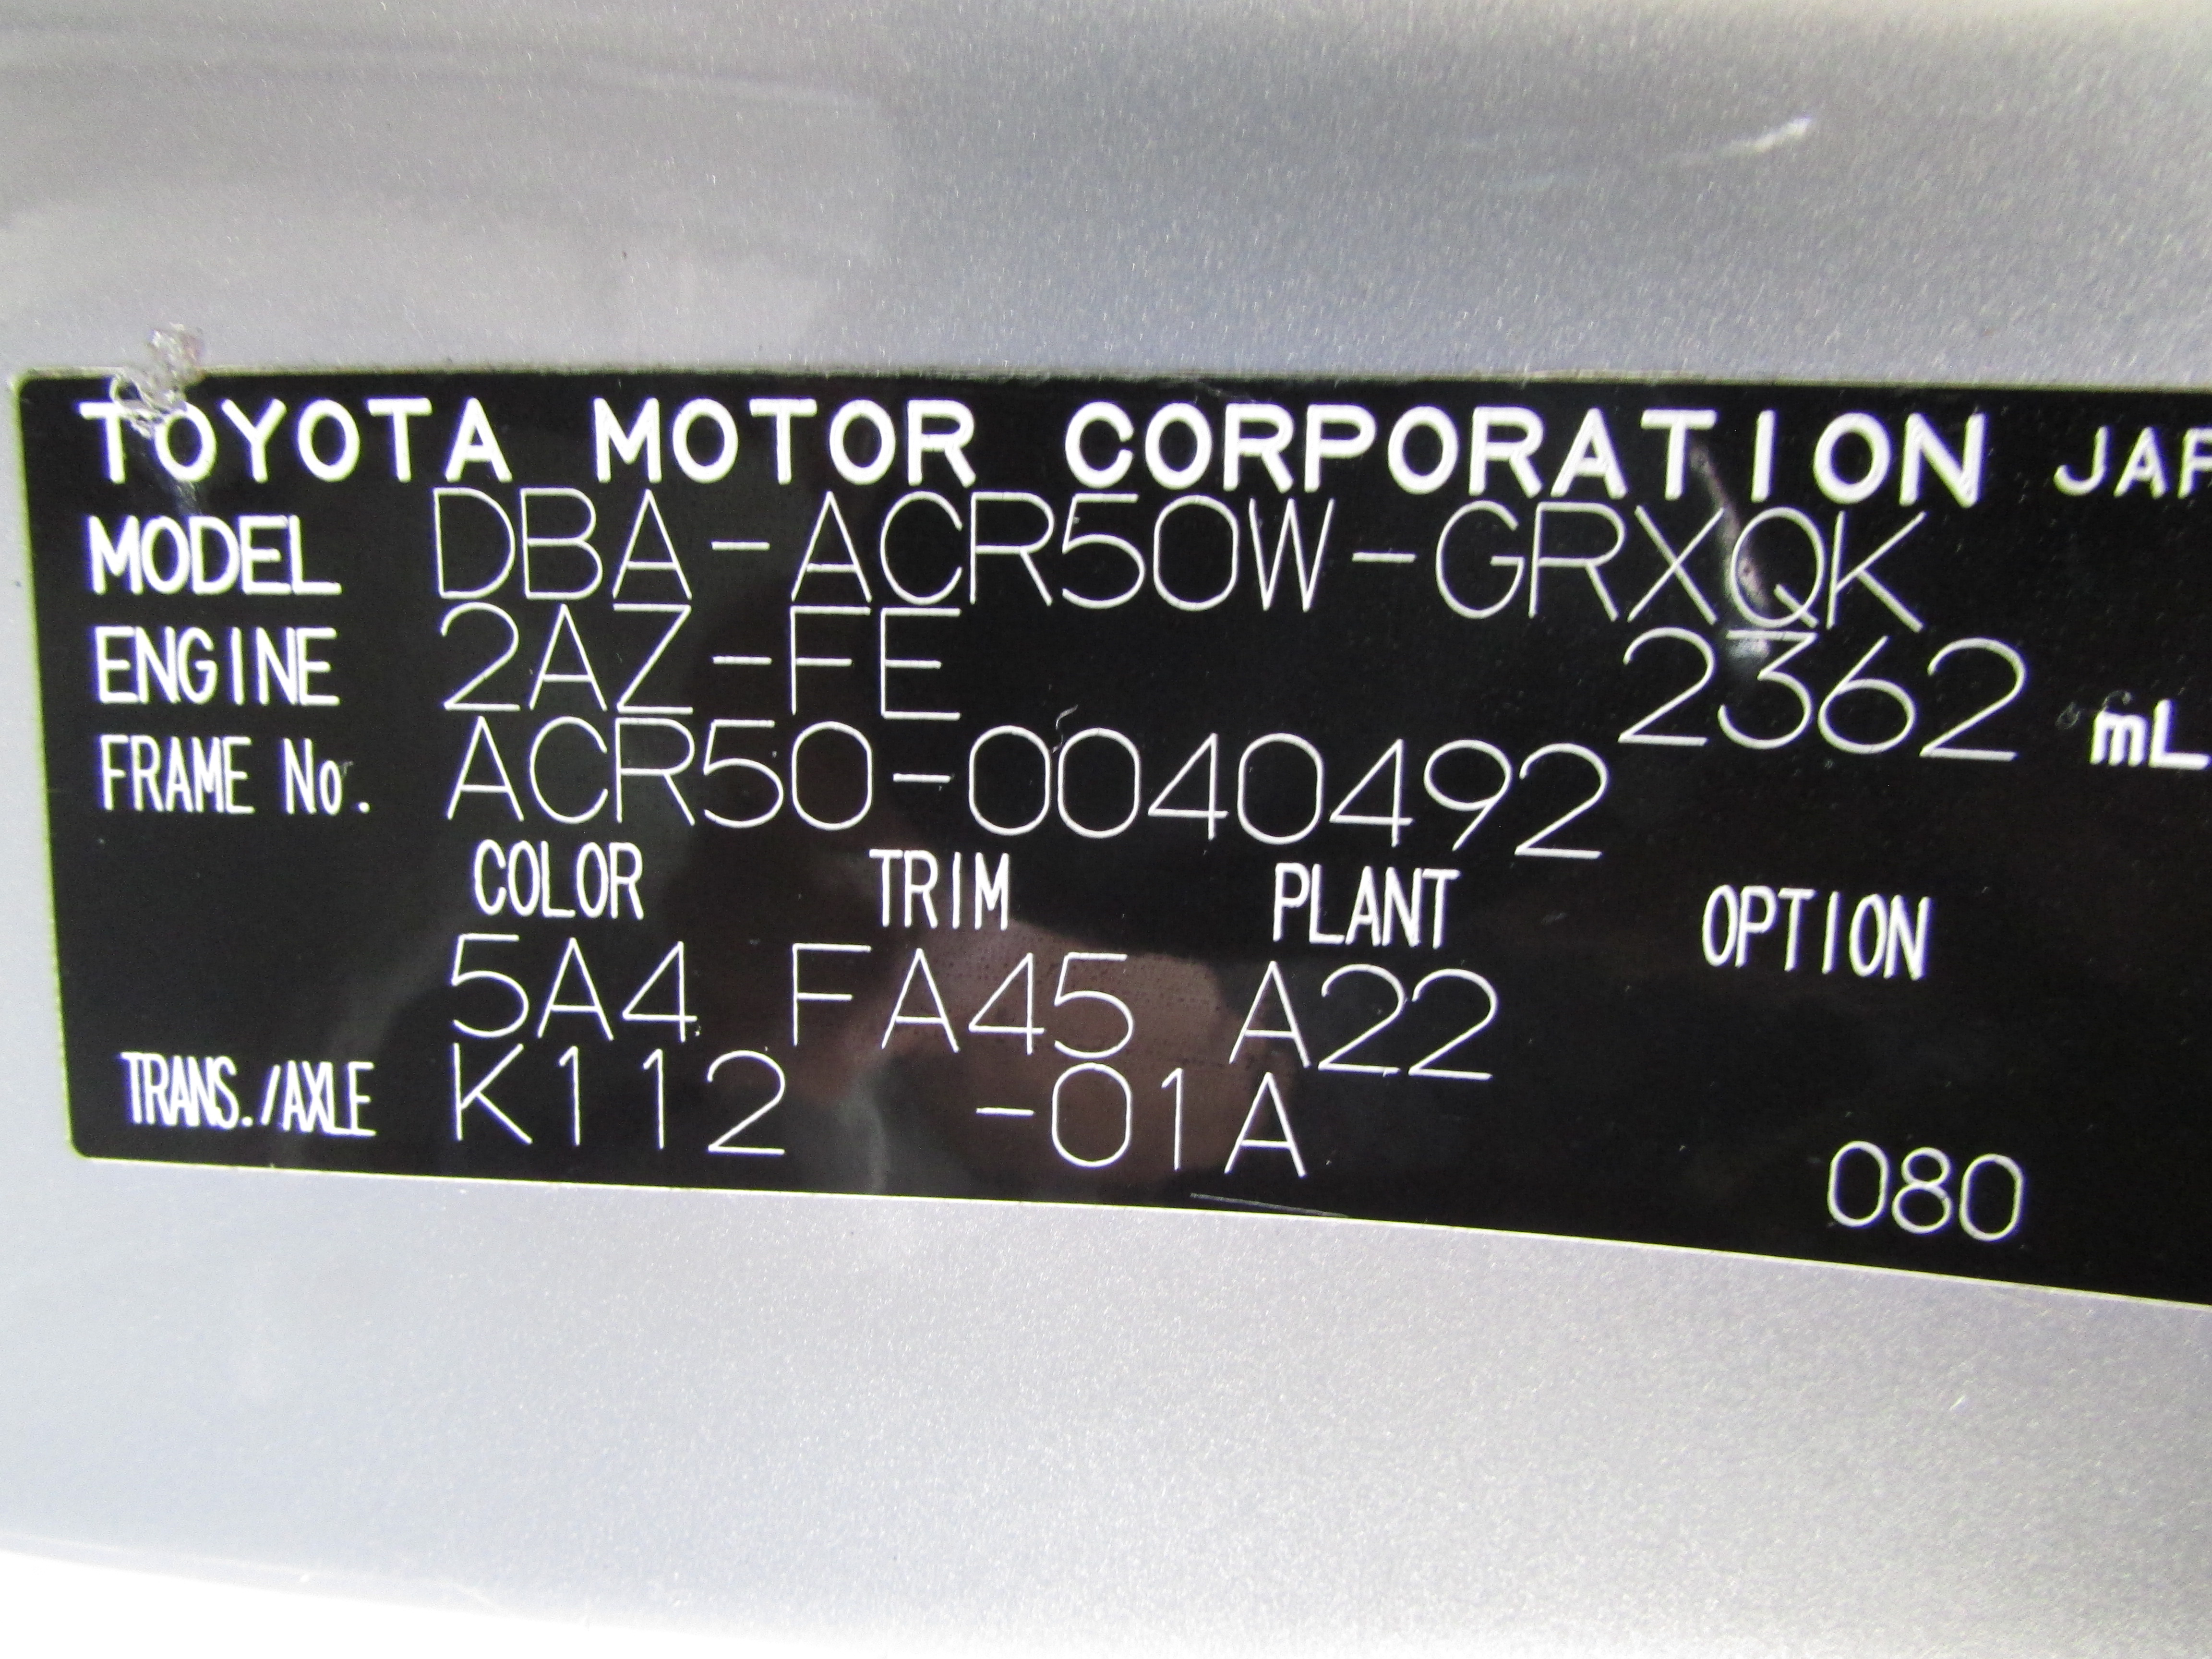 TOYOTA MOTOR CORPORATION JAP
MODEL DBA-ACR50W-GRXQK
ENGINE 2AZ-FE 2362 mL
FRAME No. ACR50-0040492
COLOR TRIM PLANT OPTION
5A4 FA45 A22
TRANS./AXLE K112 -01A
080